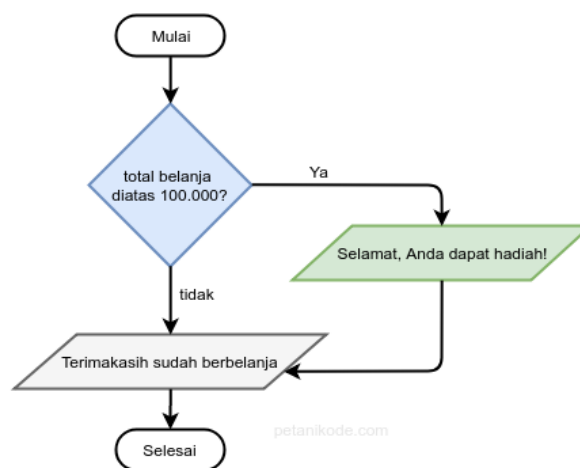 Mulai
total belanja
diatas 100.000?
Ya
Selamat, Anda dapat hadiah!
tidak
Terimakasih sudah berbelanja
petanikode.com
Selesai